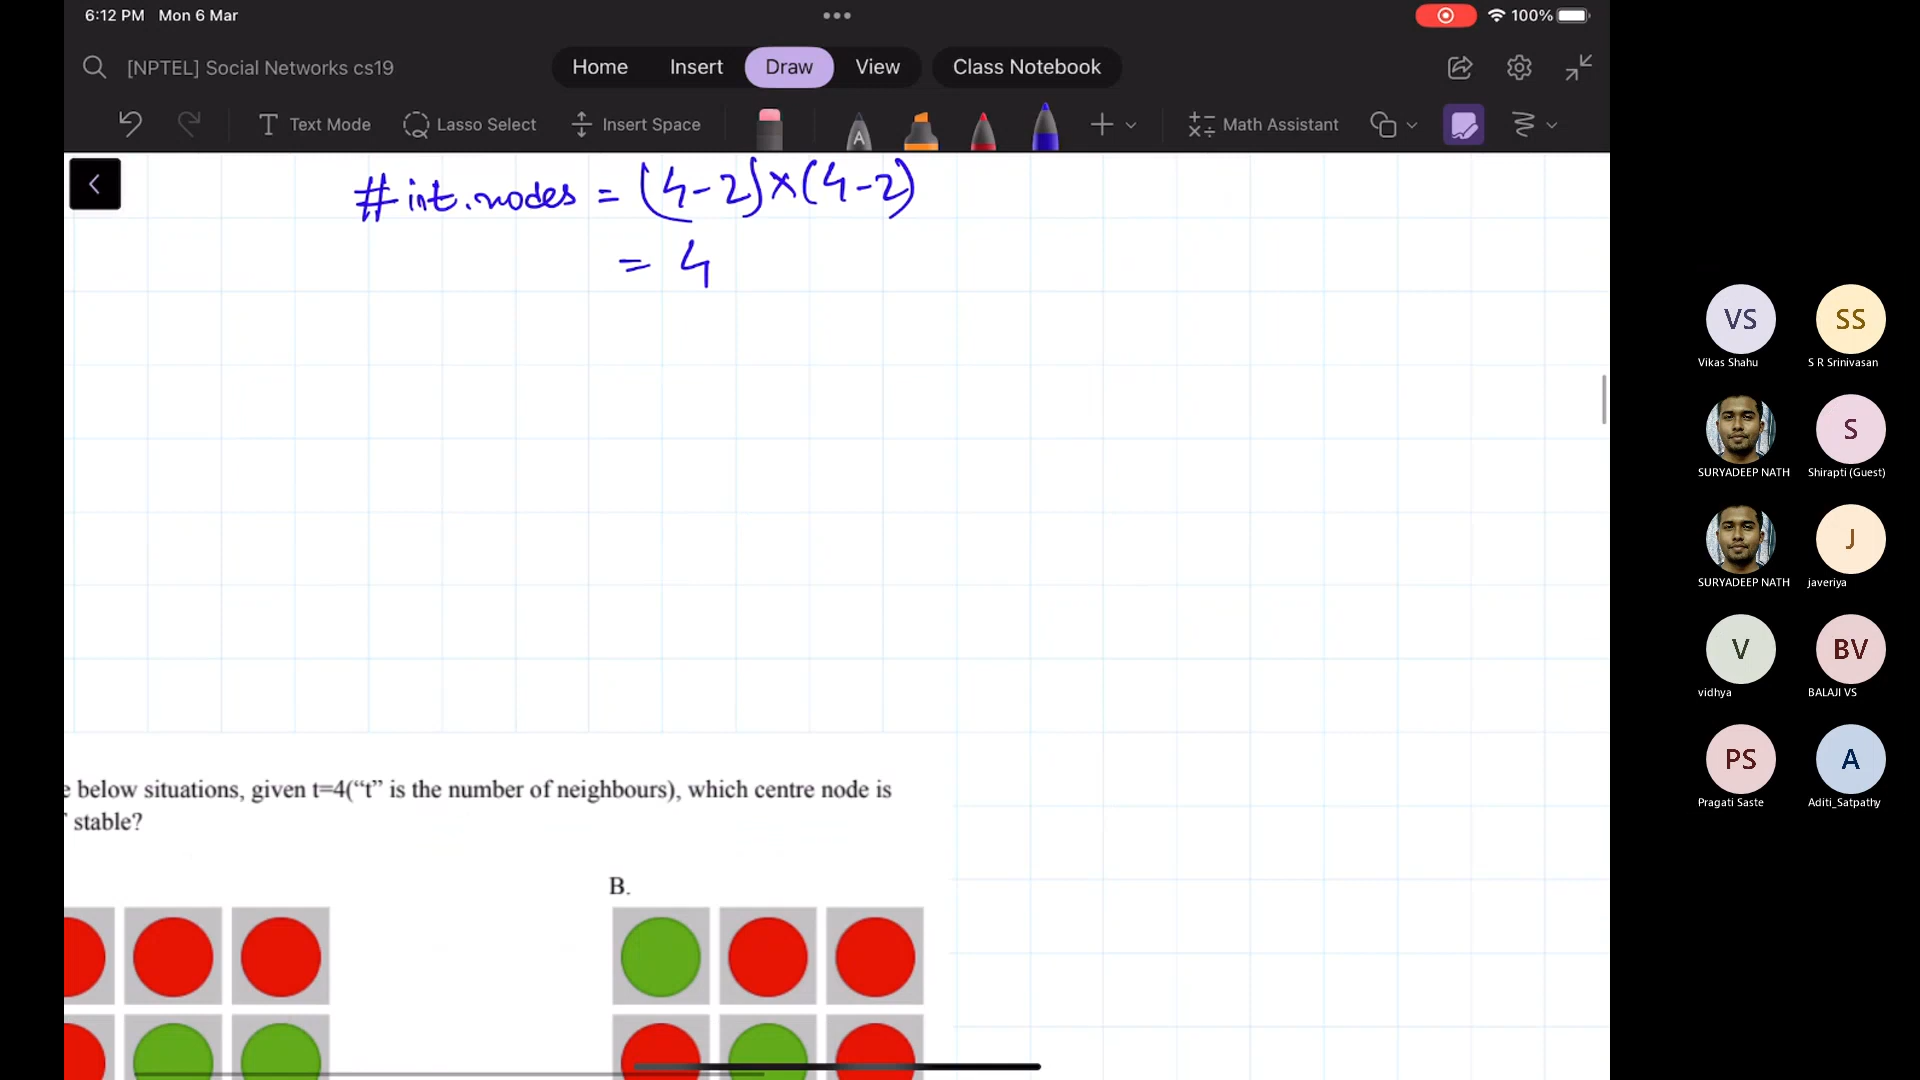 6:12 PM Mon 6 Mar
100%
[NPTEL] Social Networks cs19
Home Insert Draw View Class Notebook
Text Mode Lasso Select Insert Space A Math Assistant
#int.nodes = (4-2)×(4-2)
= 4
below situations, given t=4(“t” is the number of neighbours), which centre node is
stable?
B.
VS SS
Vikas Shahu S R Srinivasan
S
SURYADEEP NATH Shirapti (Guest)
J
SURYADEEP NATH javeriya
V BV
vidhya BALAJI VS
PS A
Pragati Saste Aditi_Satpathy